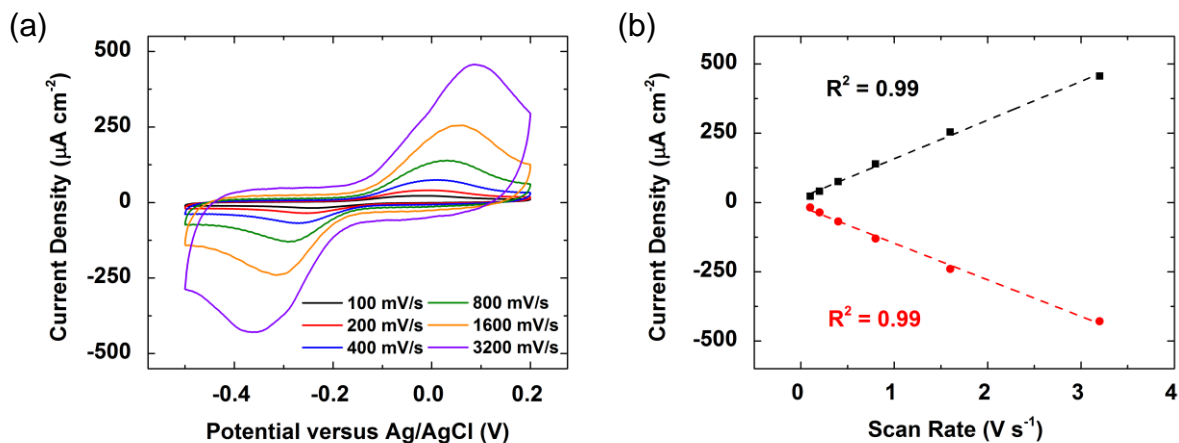 (a)
Current Density (µA cm⁻²)
500
250
0
-250
-500
-0.4
-0.2
0.0
0.2
Potential versus Ag/AgCl (V)
100 mV/s
800 mV/s
200 mV/s
1600 mV/s
400 mV/s
3200 mV/s
(b)
Current Density (µA cm⁻²)
500
250
0
-250
-500
0
1
2
3
4
Scan Rate (V s⁻¹)
R² = 0.99
R² = 0.99